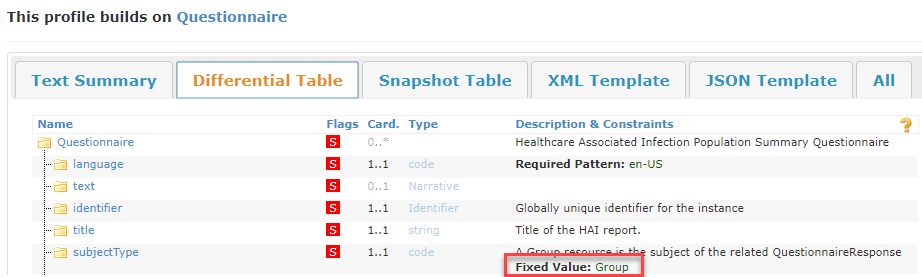 This profile builds on Questionnaire
Text Summary Differential Table Snapshot Table XML Template JSON Template All
Name Flags Card. Type Description & Constraints ?
Questionnaire S 0..* Healthcare Associated Infection Population Summary Questionnaire
language S 1..1 code Required Pattern: en-US
text S 0..1 Narrative
identifier S 1..1 Identifier Globally unique identifier for the instance
title S 1..1 string Title of the HAI report.
subjectType S 1..1 code A Group resource is the subject of the related QuestionnaireResponse
Fixed Value: Group